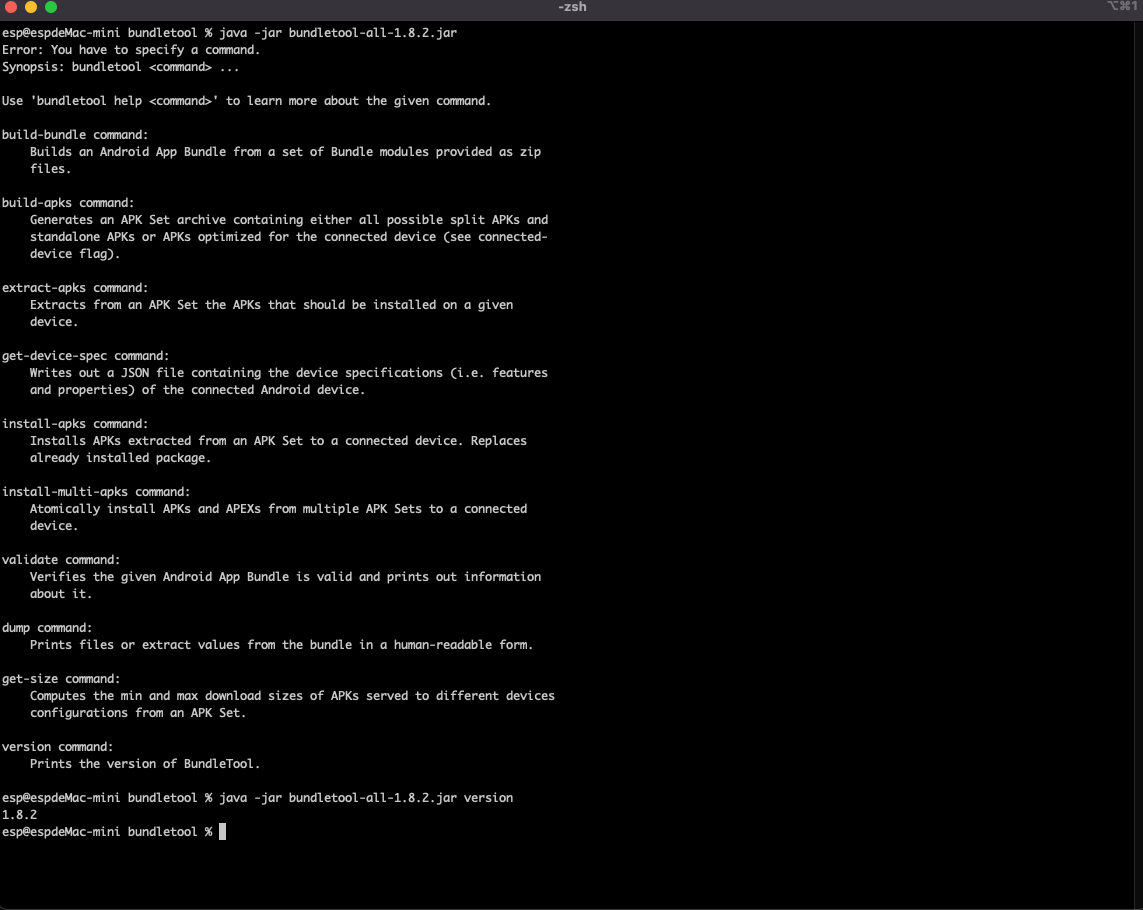 -zsh
⌥⌘1
esp@espdeMac-mini bundletool % java -jar bundletool-all-1.8.2.jar
Error: You have to specify a command.
Synopsis: bundletool <command> ...
Use 'bundletool help <command>' to learn more about the given command.
build-bundle command:
Builds an Android App Bundle from a set of Bundle modules provided as zip
files.
build-apks command:
Generates an APK Set archive containing either all possible split APKs and
standalone APKs or APKs optimized for the connected device (see connected-
device flag).
extract-apks command:
Extracts from an APK Set the APKs that should be installed on a given
device.
get-device-spec command:
Writes out a JSON file containing the device specifications (i.e. features
and properties) of the connected Android device.
install-apks command:
Installs APKs extracted from an APK Set to a connected device. Replaces
already installed package.
install-multi-apks command:
Atomically install APKs and APEXs from multiple APK Sets to a connected
device.
validate command:
Verifies the given Android App Bundle is valid and prints out information
about it.
dump command:
Prints files or extract values from the bundle in a human-readable form.
get-size command:
Computes the min and max download sizes of APKs served to different devices
configurations from an APK Set.
version command:
Prints the version of BundleTool.
esp@espdeMac-mini bundletool % java -jar bundletool-all-1.8.2.jar version
1.8.2
esp@espdeMac-mini bundletool %